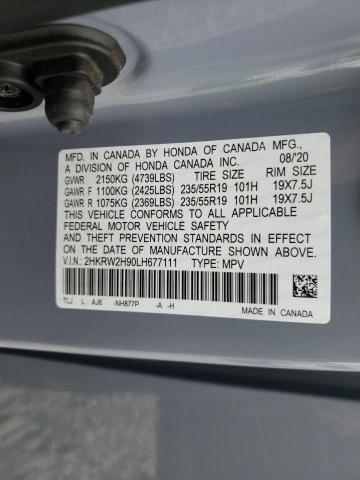 MFD. IN CANADA BY HONDA OF CANADA MFG.,
A DIVISION OF HONDA CANADA INC. 08/20
GVWR 2150KG (4739LBS) TIRE SIZE RIM SIZE
GAWR F 1100KG (2425LBS) 235/55R19 101H 19X7.5J
GAWR R 1075KG (2369LBS) 235/55R19 101H 19X7.5J
THIS VEHICLE CONFORMS TO ALL APPLICABLE
FEDERAL MOTOR VEHICLE SAFETY
AND THEFT PREVENTION STANDARDS IN EFFECT
ON THE DATE OF MANUFACTURE SHOWN ABOVE.
V.I.N.: 2HKRW2H90LH677111 TYPE: MPV
TLJ L AJ6 -NH877P -A -H
MADE IN CANADA